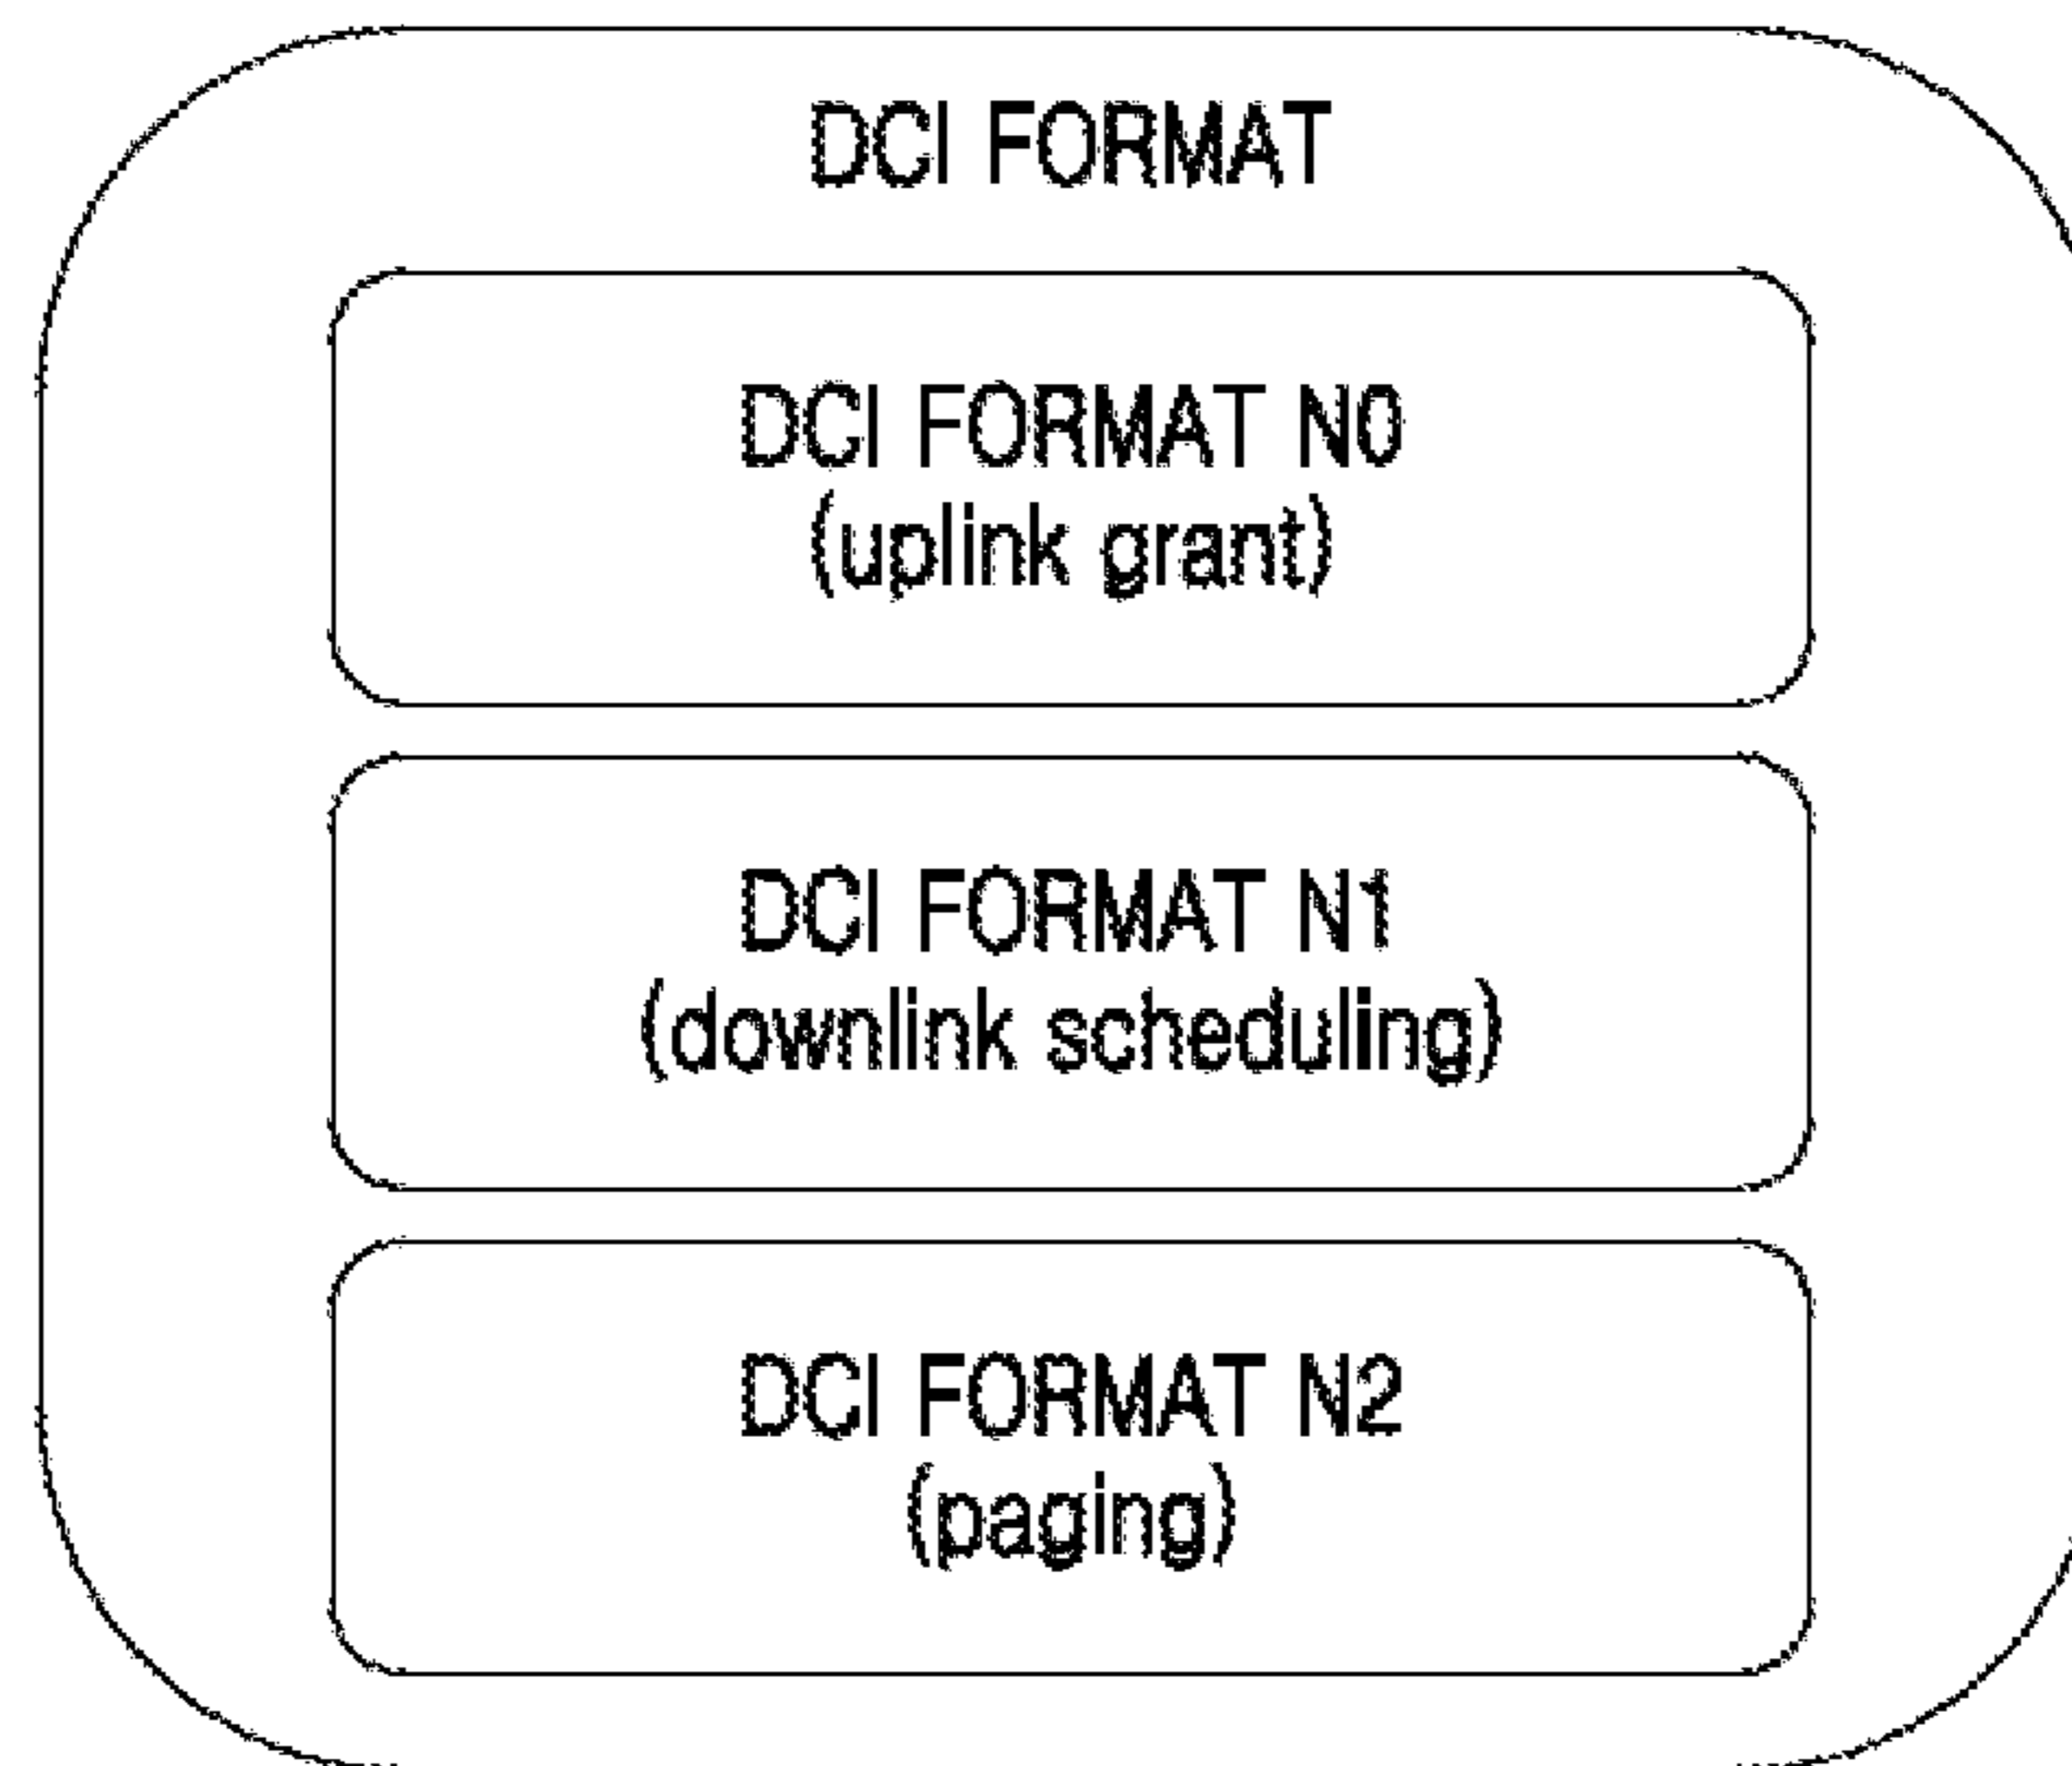 DCI FORMAT
DCI FORMAT N0
(uplink grant)
DCI FORMAT N1
(downlink scheduling)
DCI FORMAT N2
(paging)